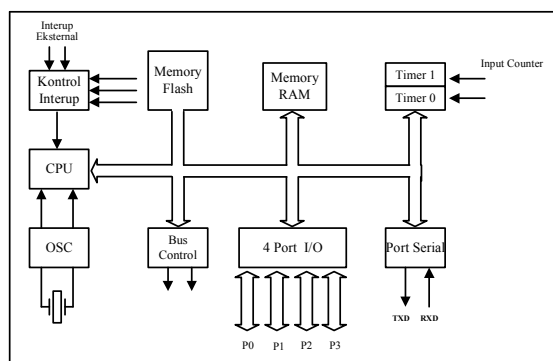 Interup
Eksternal
Kontrol
Interup
Memory
Flash
Memory
RAM
Timer 1
Timer 0
Input Counter
CPU
OSC
Bus
Control
4 Port I/O
Port Serial
TXD
RXD
P0
P1
P2
P3